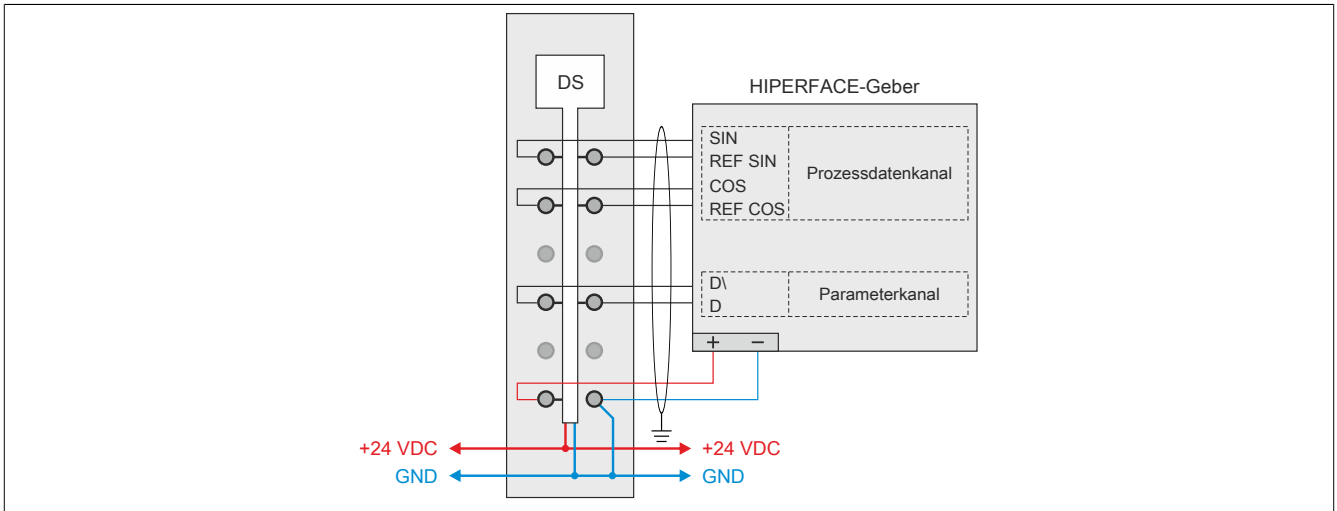 DS
HIPERFACE-Geber
SIN
REF SIN
COS
REF COS
Prozessdatenkanal
D\
D
Parameterkanal
+ −
+24 VDC +24 VDC
GND GND